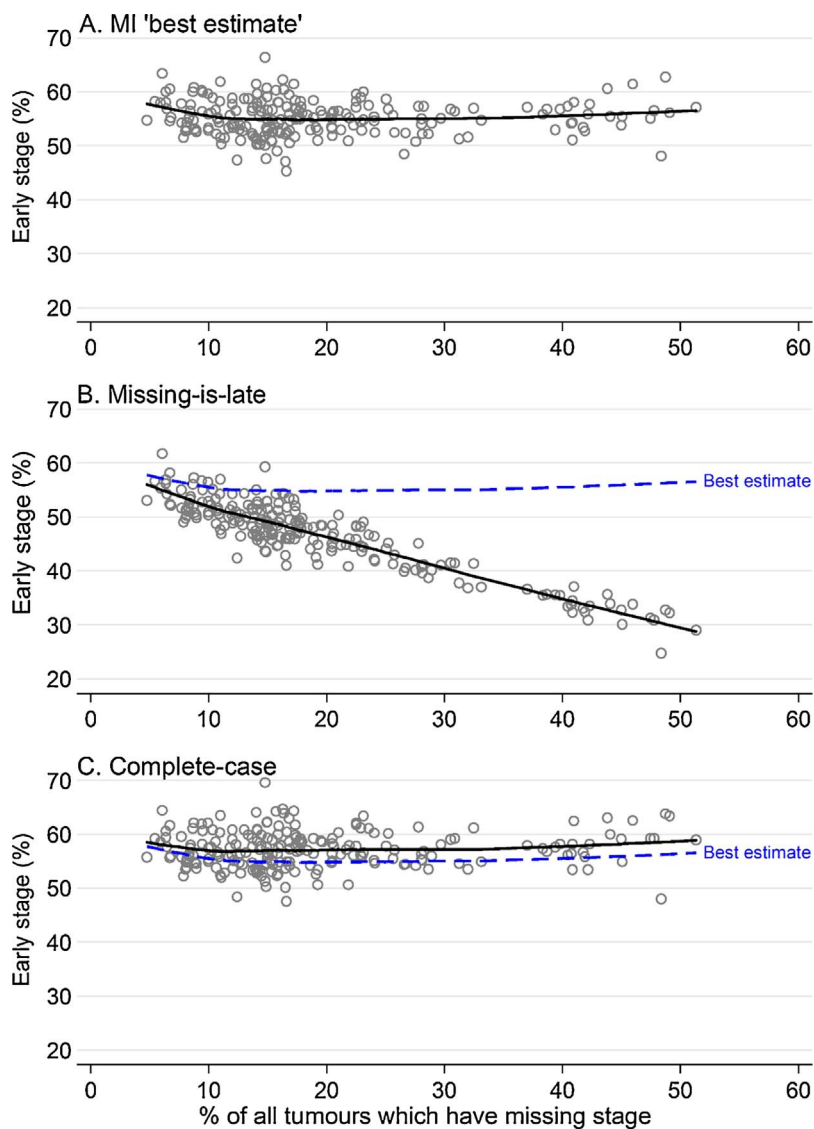 A. MI 'best estimate'
70
60
50
40
30
20
Early stage (%)
0 10 20 30 40 50 60
B. Missing-is-late
70
60
50
40
30
20
Early stage (%)
Best estimate
0 10 20 30 40 50 60
C. Complete-case
70
60
50
40
30
20
Early stage (%)
Best estimate
0 10 20 30 40 50 60
% of all tumours which have missing stage